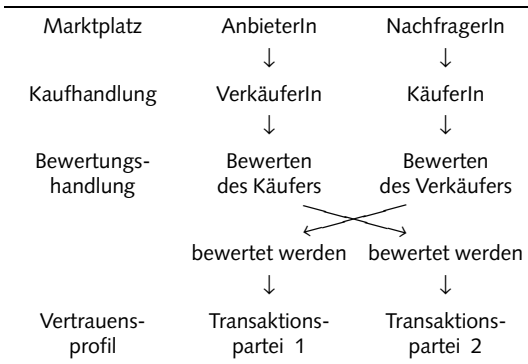 Marktplatz AnbieterIn NachfragerIn
↓ ↓
Kaufhandlung VerkäuferIn KäuferIn
↓ ↓
Bewertungs- Bewerten Bewerten
handlung des Käufers des Verkäufers
bewertet werden bewertet werden
↓ ↓
Vertrauens- Transaktions- Transaktions-
profil partei 1 partei 2